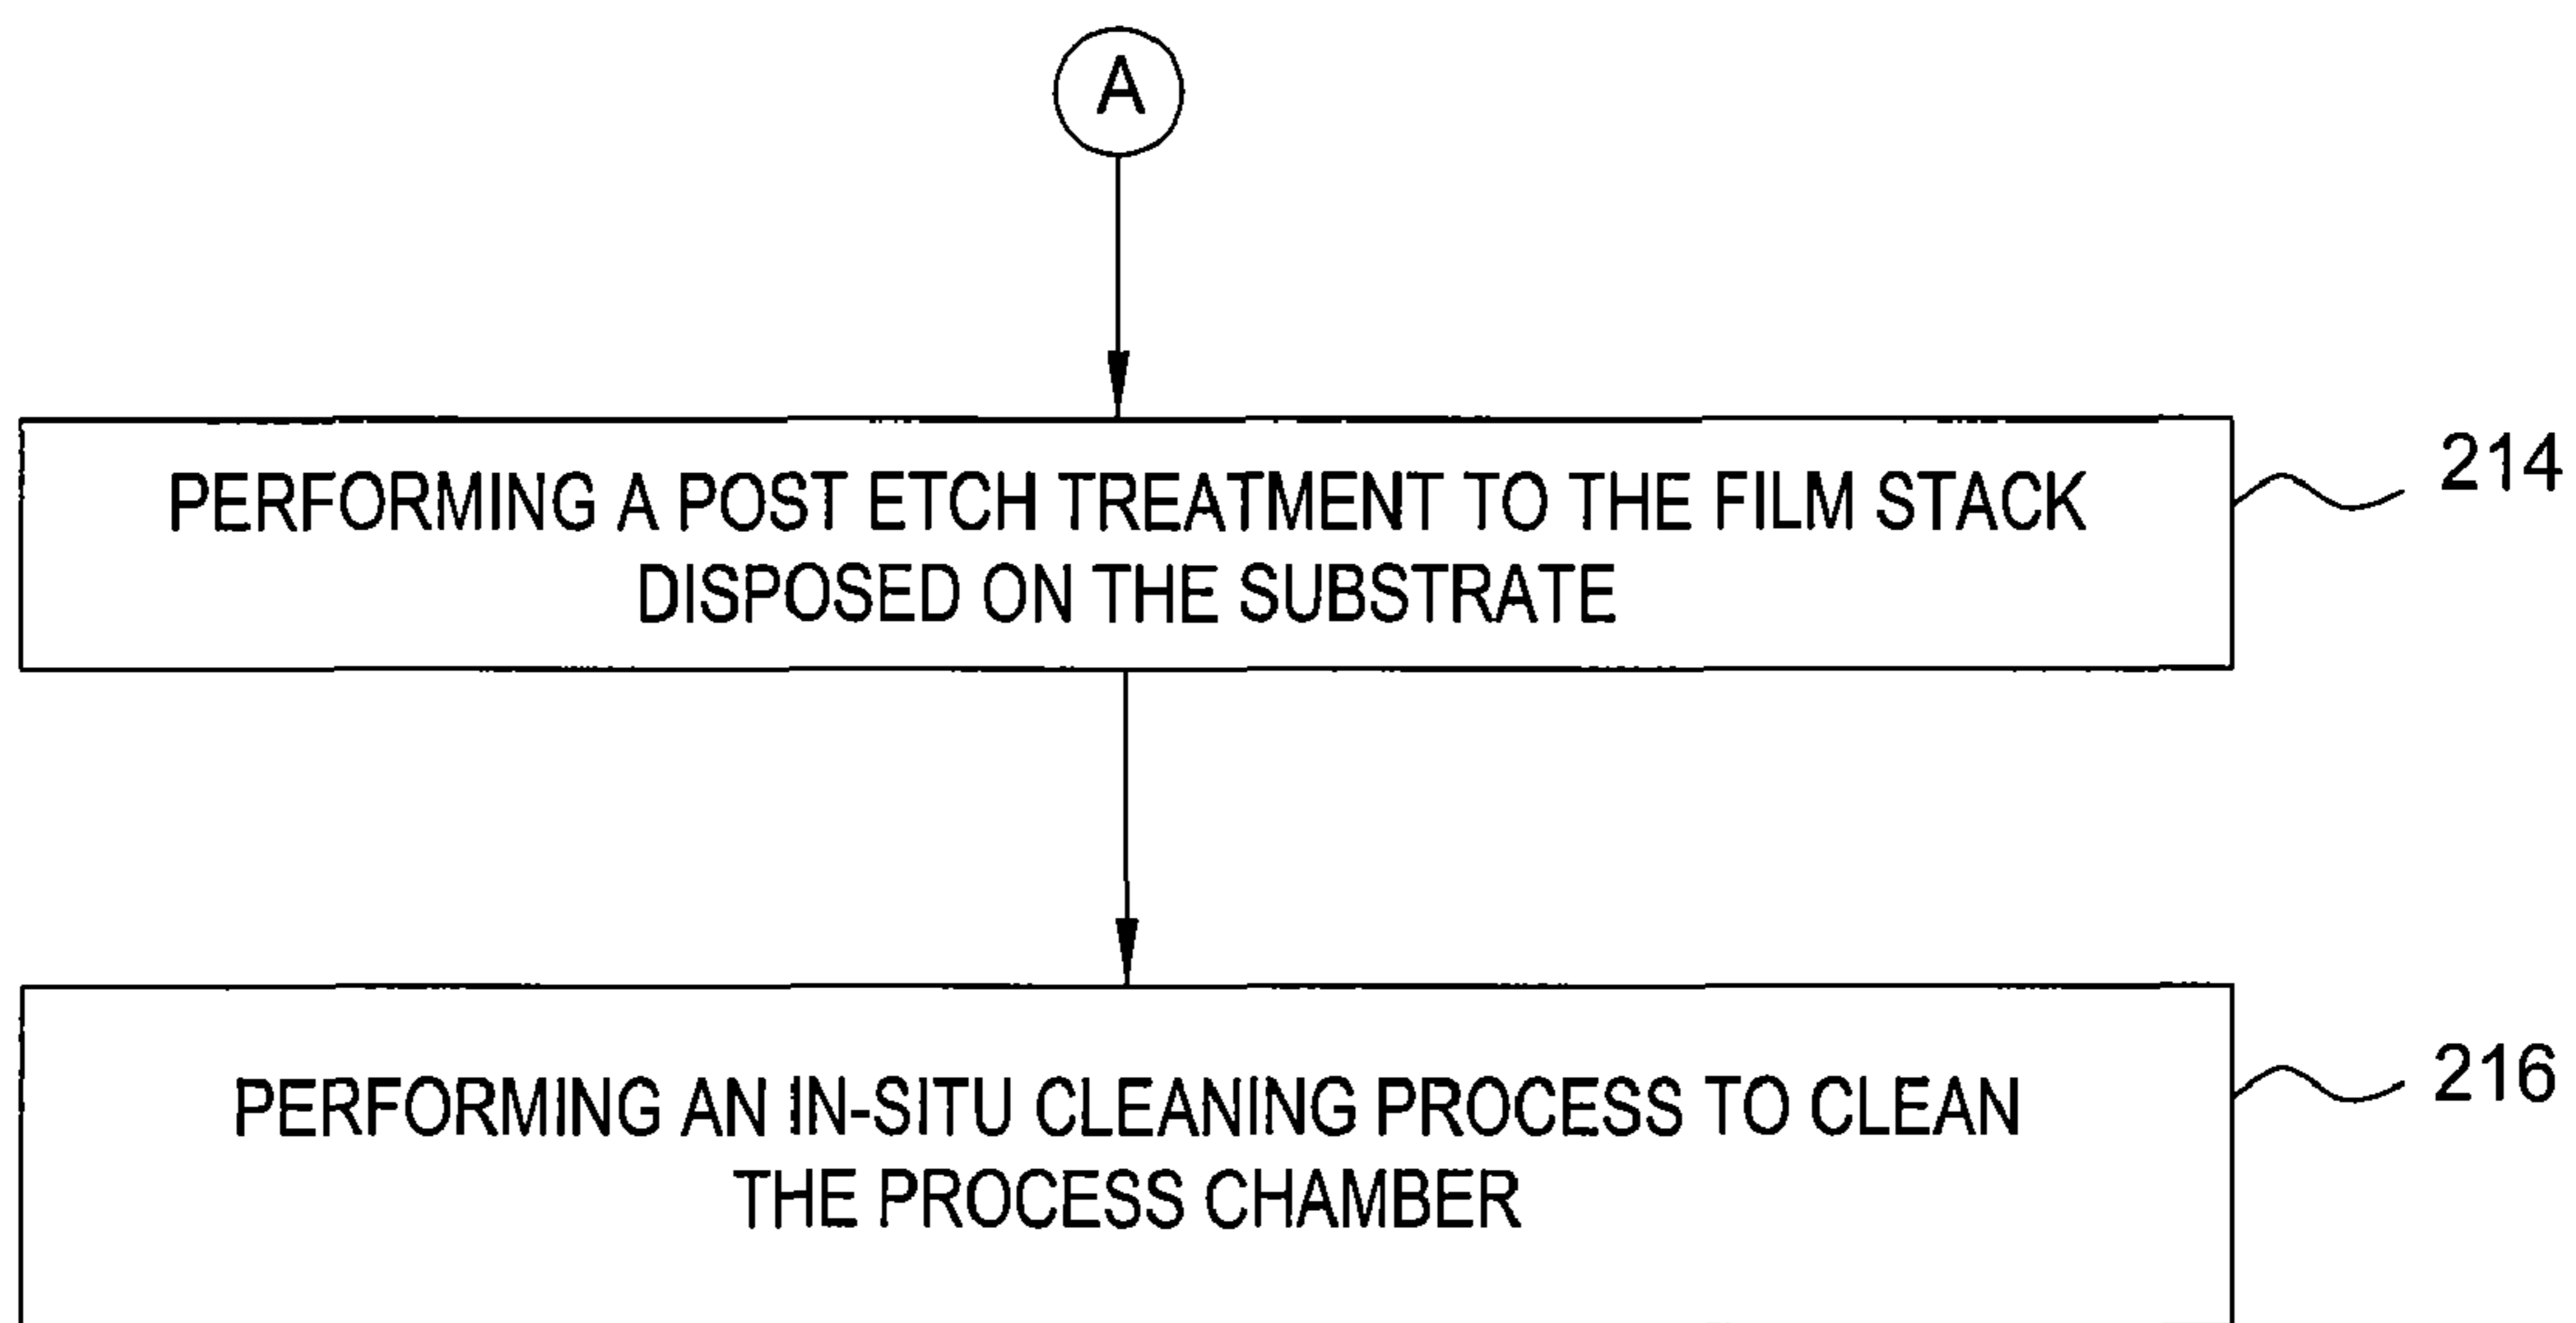 A
PERFORMING A POST ETCH TREATMENT TO THE FILM STACK
DISPOSED ON THE SUBSTRATE
214
PERFORMING AN IN-SITU CLEANING PROCESS TO CLEAN
THE PROCESS CHAMBER
216